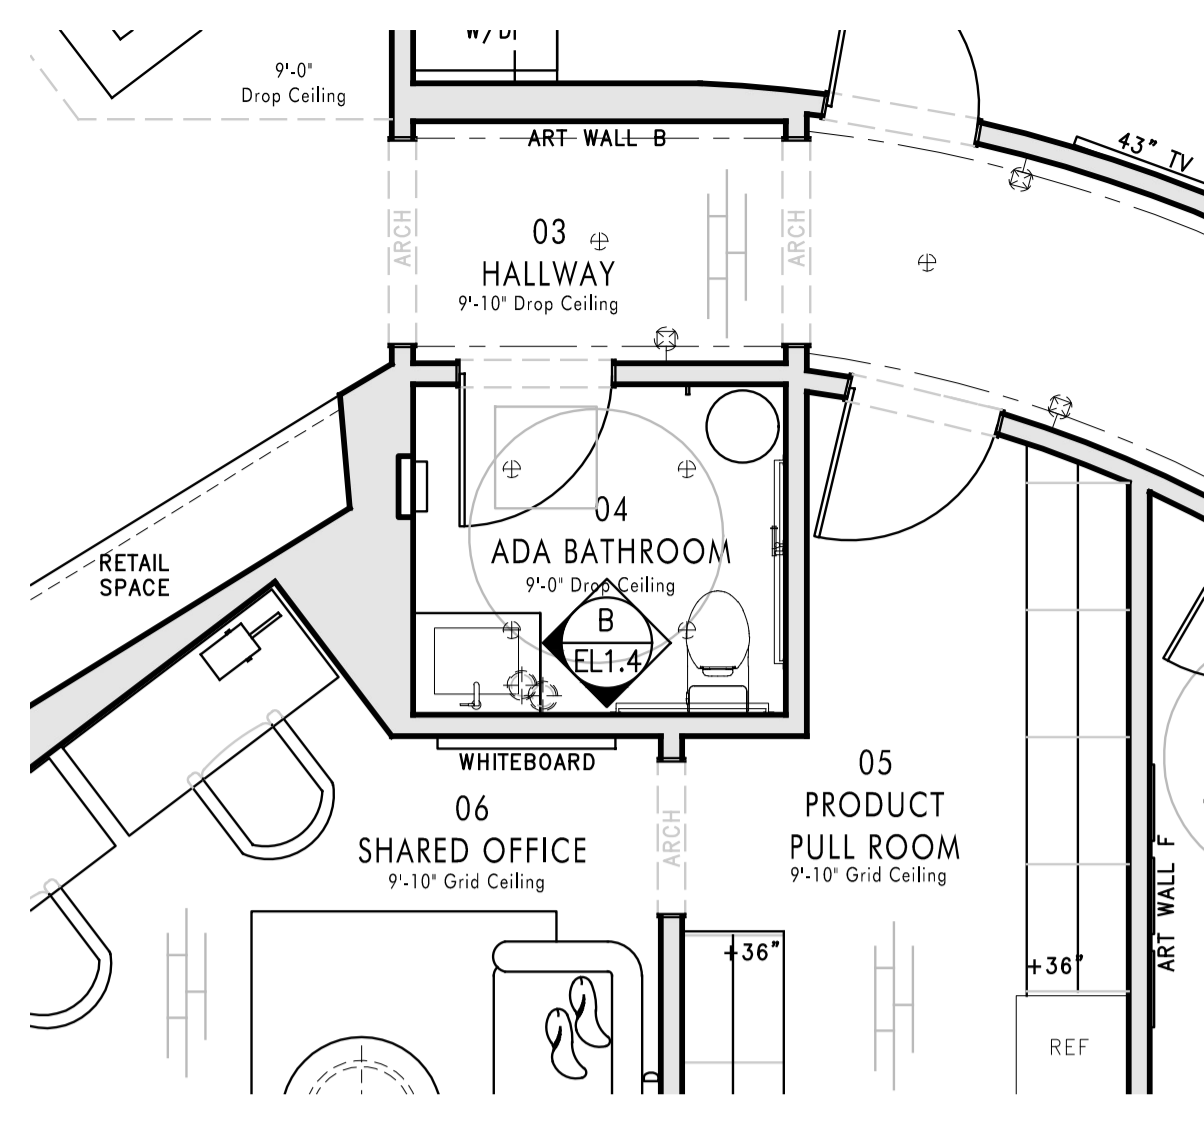 W/D
9'-0"
Drop Ceiling
ART WALL B
43" TV
ARCH
ARCH
03
HALLWAY
9'-10" Drop Ceiling
04
ADA BATHROOM
9'-0" Drop Ceiling
RETAIL
SPACE
B
EL1.4
WHITEBOARD
05
PRODUCT
PULL ROOM
9'-10" Grid Ceiling
06
SHARED OFFICE
9'-10" Grid Ceiling
ARCH
ART WALL F
+36"
+36"
REF
D